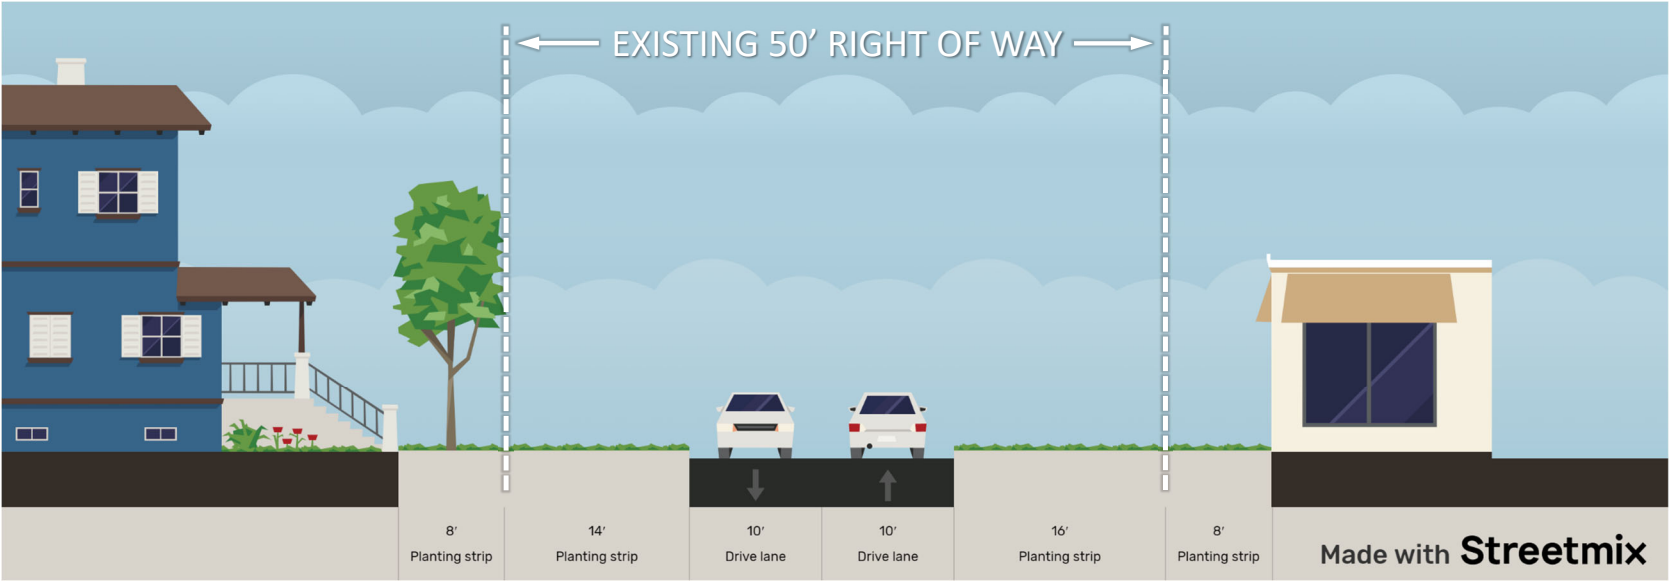 EXISTING 50’ RIGHT OF WAY
8’
Planting strip
14’
Planting strip
10’
Drive lane
10’
Drive lane
16’
Planting strip
8’
Planting strip
Made with Streetmix